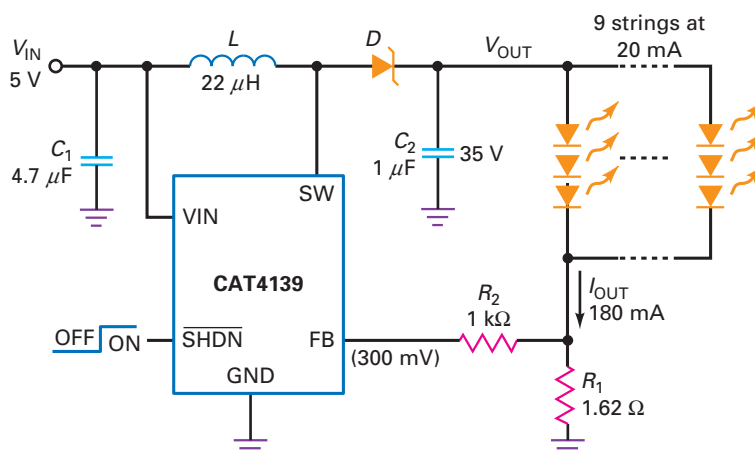 9 strings at
20 mA
V_IN
5 V
L
22 μH
D
V_OUT
C_1
4.7 μF
C_2
1 μF
35 V
SW
VIN
CAT4139
R_2
1 kΩ
I_OUT
180 mA
OFF
ON
SHDN
FB
(300 mV)
GND
R_1
1.62 Ω